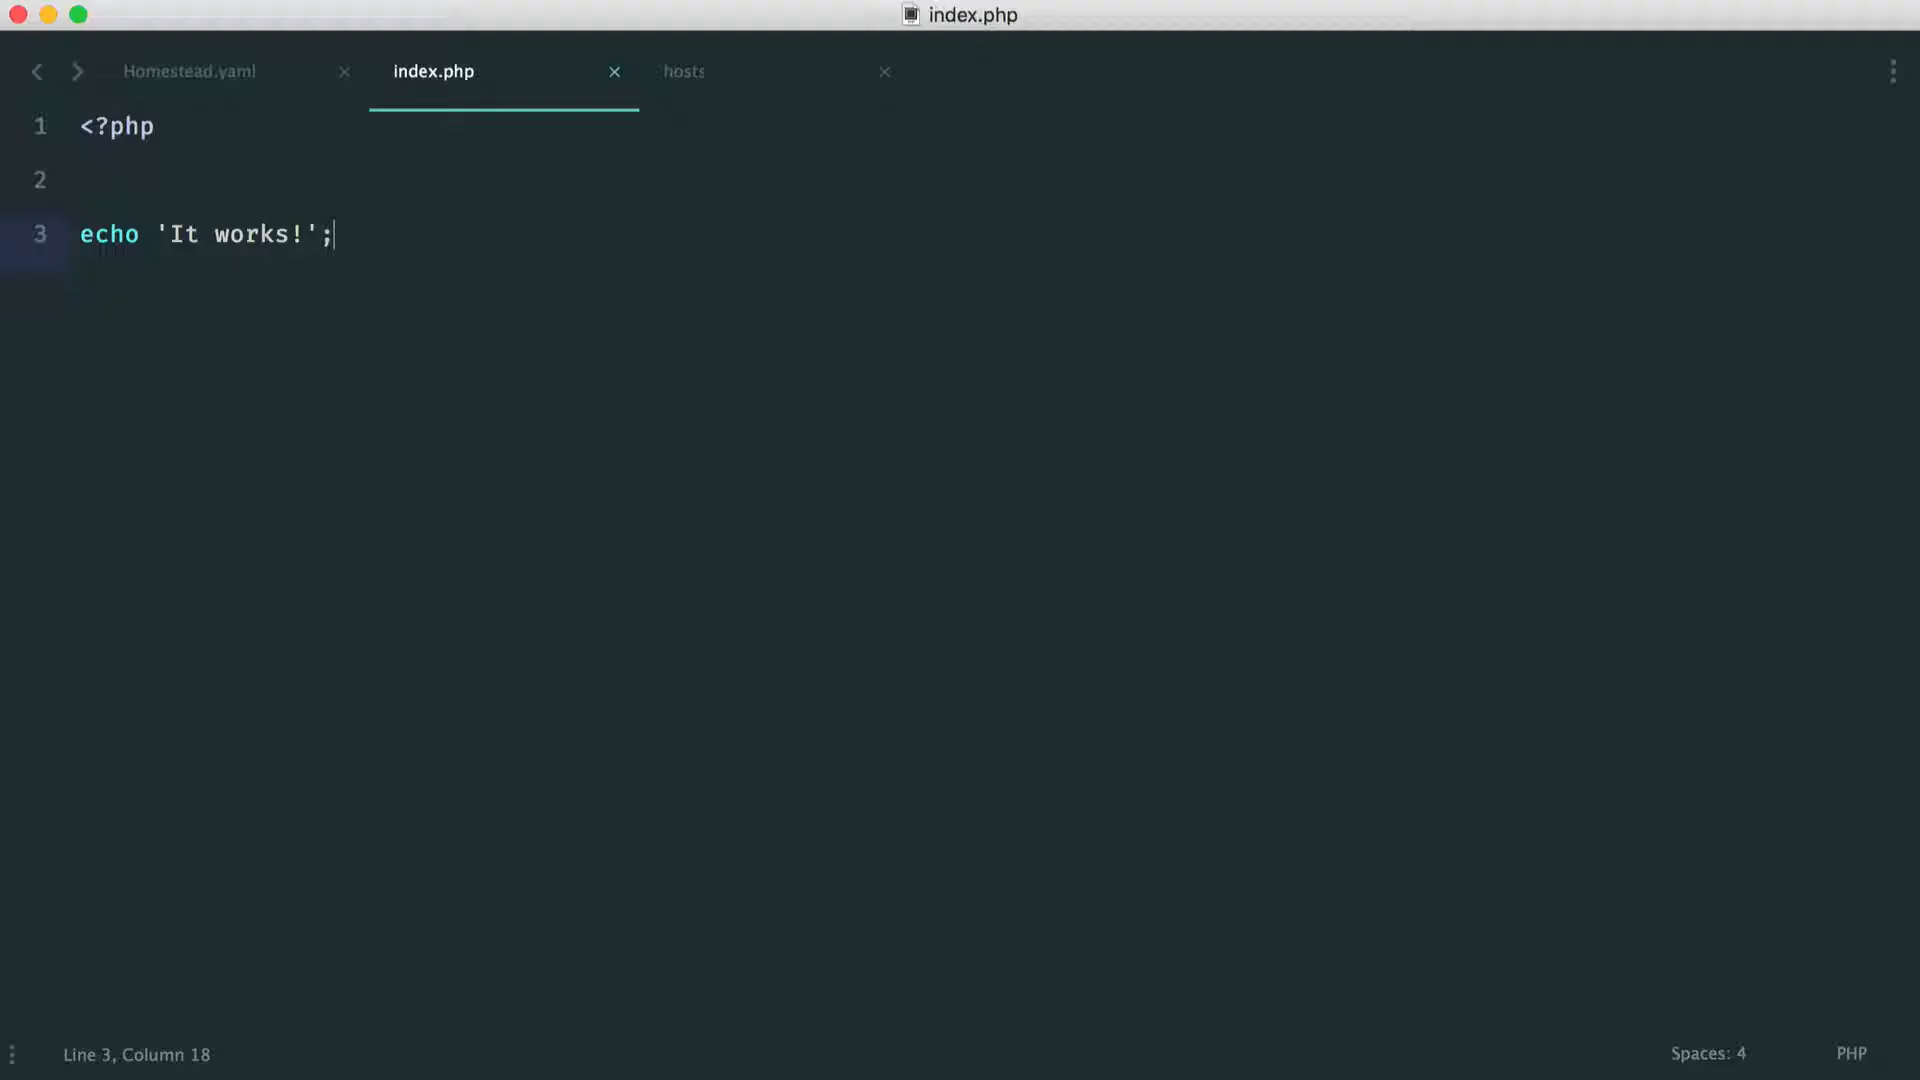 index.php
Homestead.yaml
index.php
hosts
1 <?php
2
3 echo 'It works!';
Line 3, Column 18
Spaces: 4
PHP